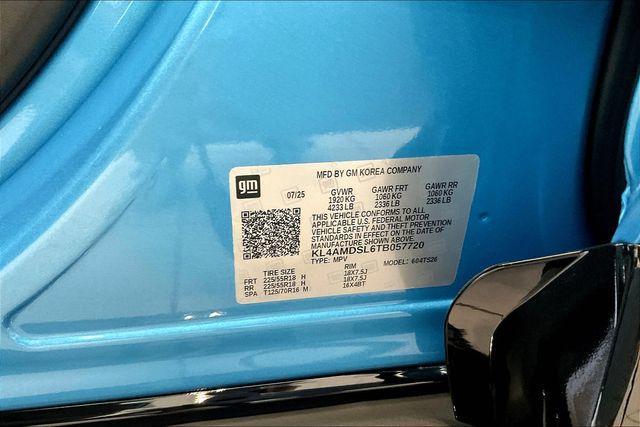 gm
MFD BY GM KOREA COMPANY
07/25 GVWR GAWR FRT GAWR RR
1920 KG 1060 KG 1060 KG
4233 LB 2336 LB 2336 LB
THIS VEHICLE CONFORMS TO ALL
APPLICABLE U.S. FEDERAL MOTOR
VEHICLE SAFETY AND THEFT PREVENTION
STANDARDS IN EFFECT ON THE DATE OF
MANUFACTURE SHOWN ABOVE.
KL4AMDSL6TB057720
TYPE: MPV MODEL: 604TS26
TIRE SIZE RIM
FRT 225/55R18 H 18X7.5J
RR 225/55R18 H 18X7.5J
SPA T125/70R16 M 16X4BT